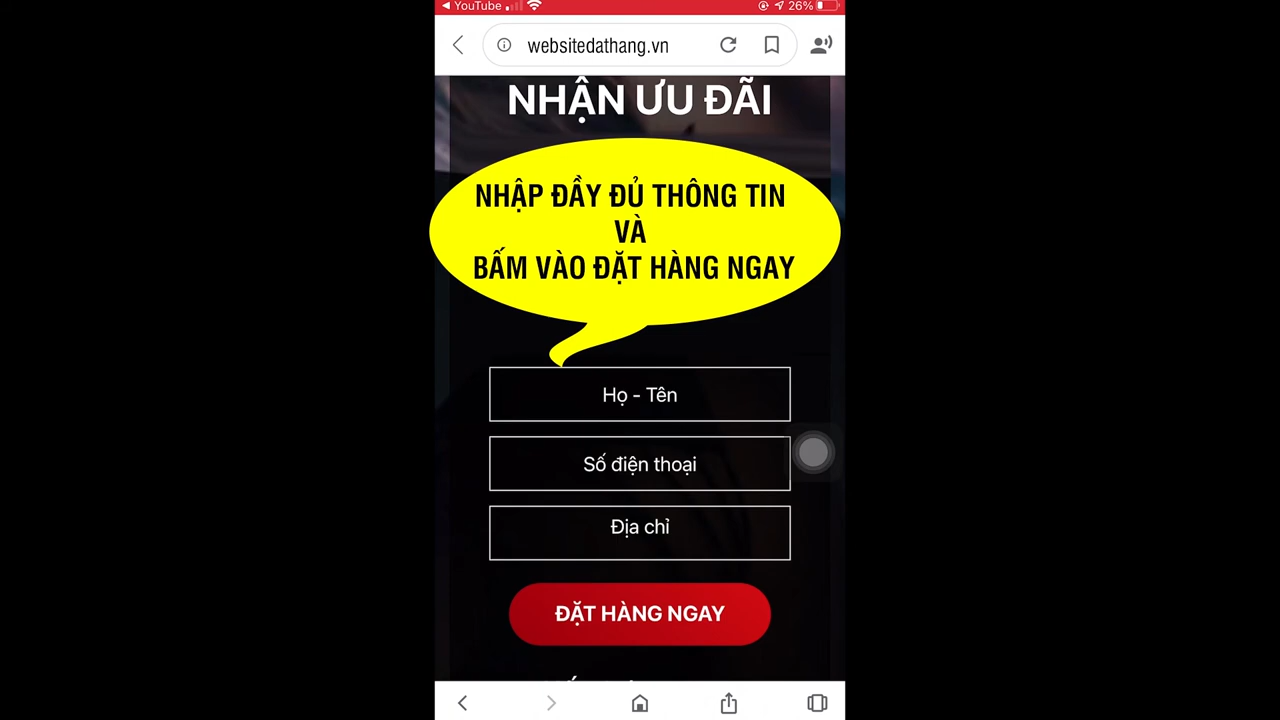 YouTube 26%
websitedathang.vn
NHẬN ƯU ĐÃI
NHẬP ĐẦY ĐỦ THÔNG TIN
VÀ
BẤM VÀO ĐẶT HÀNG NGAY
Họ - Tên
Số điện thoại
Địa chỉ
ĐẶT HÀNG NGAY